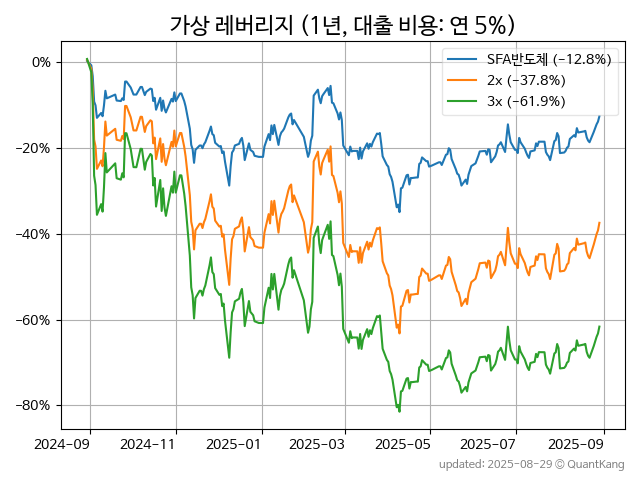 가상 레버리지 (1년, 대출 비용: 연 5%)
SFA반도체 (−12.8%)
2x (−37.8%)
3x (−61.9%)
0%
−20%
−40%
−60%
−80%
2024-09 2024-11 2025-01 2025-03 2025-05 2025-07 2025-09
updated: 2025-08-29 © QuantKang